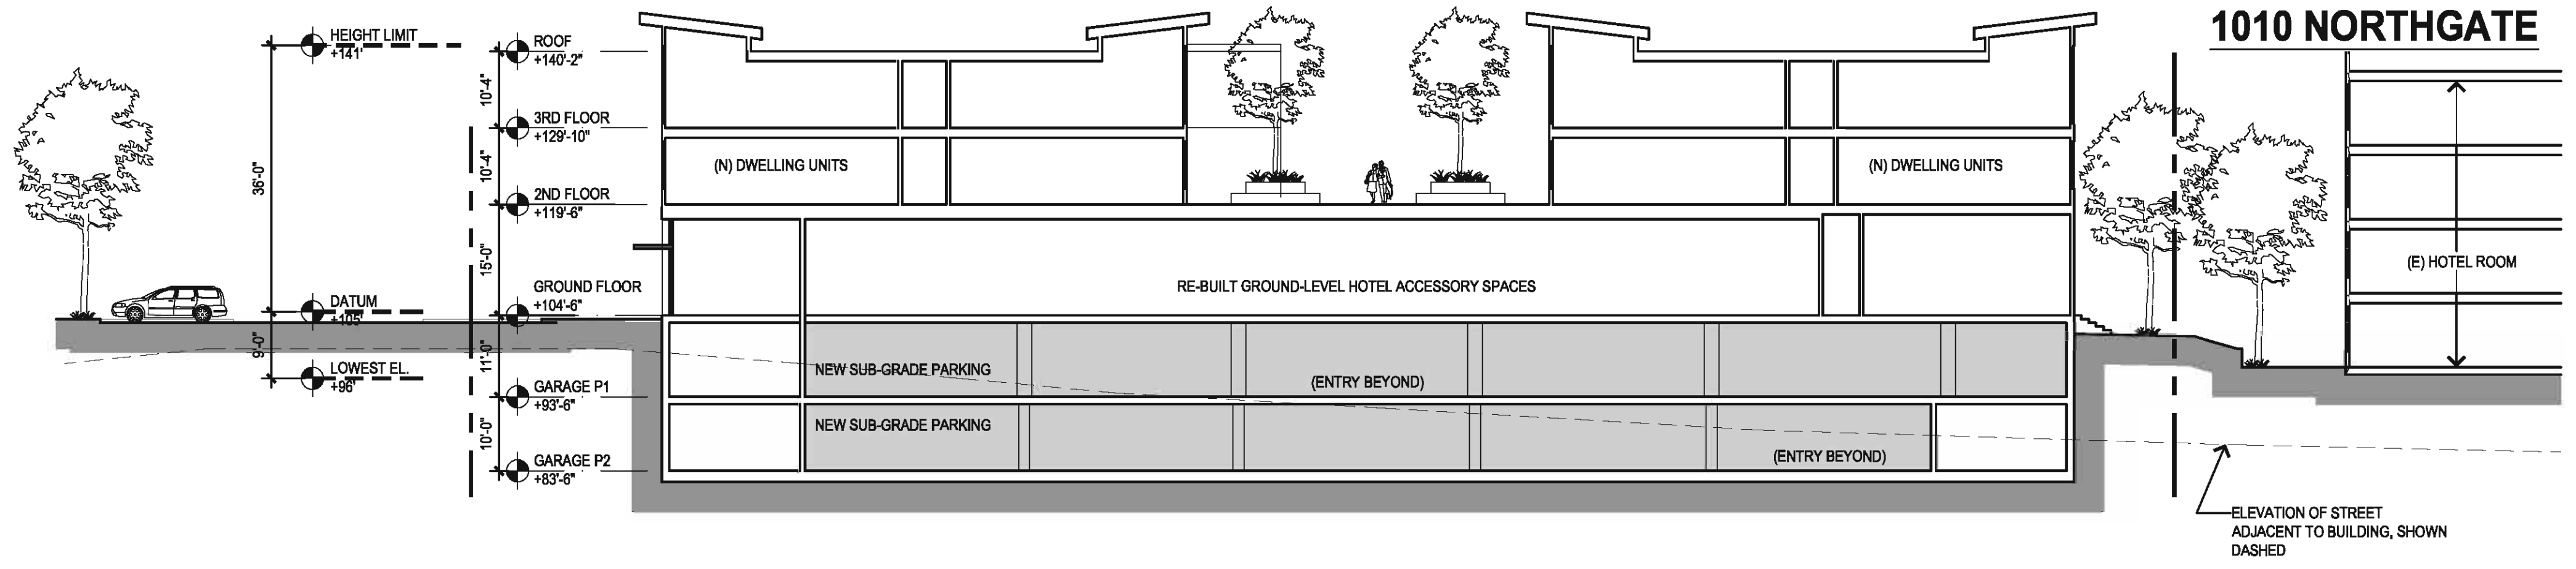 1010 NORTHGATE
HEIGHT LIMIT
+141'
36'-0"
DATUM
+105'
9'-0"
LOWEST EL.
+96'
ROOF
+140'-2"
10'-4"
3RD FLOOR
+129'-10"
10'-4"
2ND FLOOR
+119'-6"
15'-0"
GROUND FLOOR
+104'-6"
11'-0"
GARAGE P1
+93'-6"
10'-0"
GARAGE P2
+83'-6"
(N) DWELLING UNITS
(N) DWELLING UNITS
RE-BUILT GROUND-LEVEL HOTEL ACCESSORY SPACES
NEW SUB-GRADE PARKING
(ENTRY BEYOND)
NEW SUB-GRADE PARKING
(ENTRY BEYOND)
(E) HOTEL ROOM
ELEVATION OF STREET
ADJACENT TO BUILDING, SHOWN
DASHED